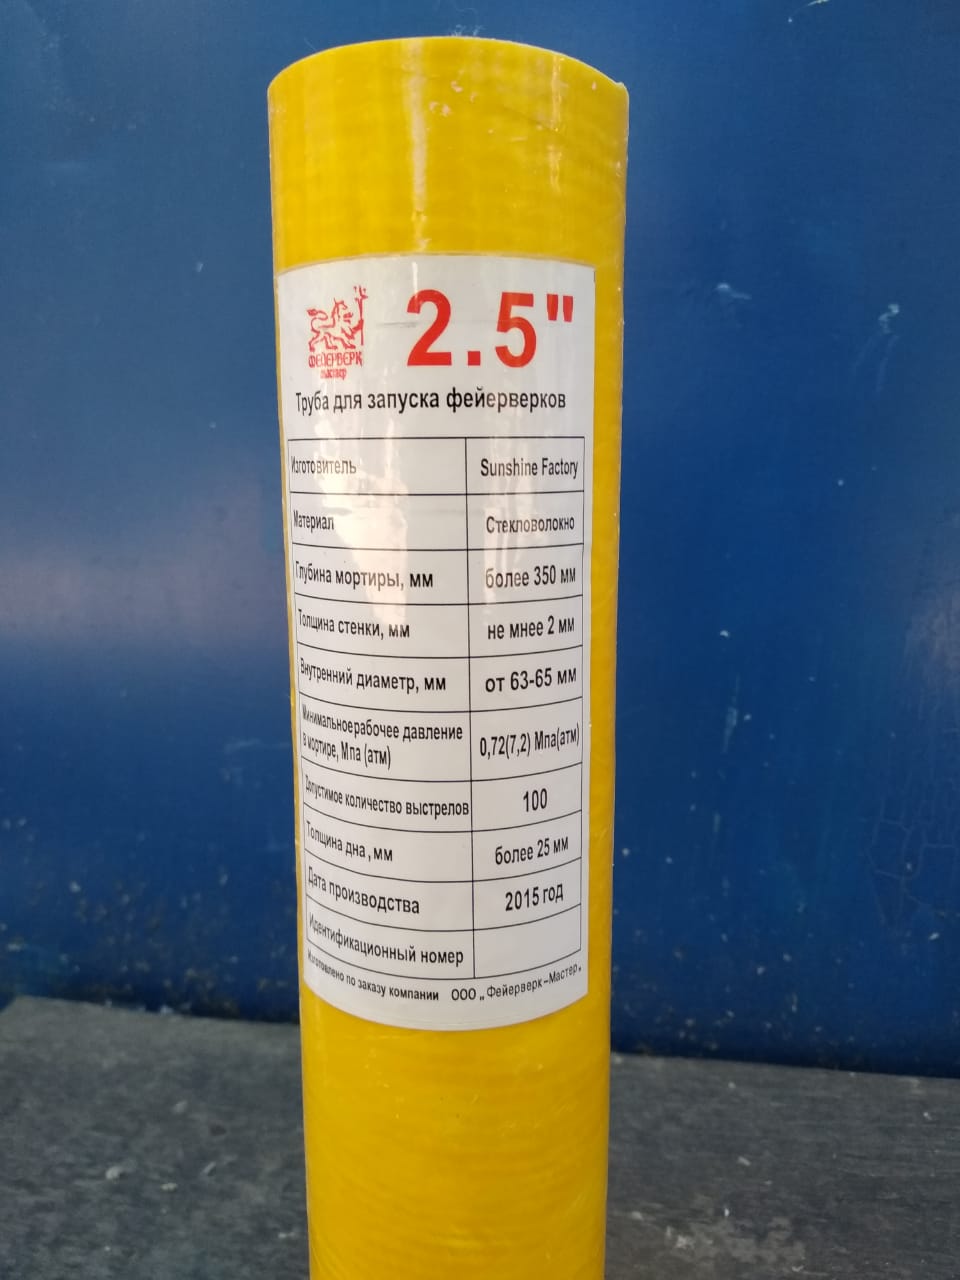 ФЕЙЕРВЕРК
мастер
2.5"
Труба для запуска фейерверков
Изготовитель Sunshine Factory
Материал Стекловолокно
Глубина мортиры, мм более 350 мм
Толщина стенки, мм не мнее 2 мм
Внутренний диаметр, мм от 63-65 мм
Минимальное рабочее давление
в мортире, Мпа (атм) 0,72(7,2) Мпа(атм)
Допустимое количество выстрелов 100
Толщина дна, мм более 25 мм
Дата производства 2015 год
Идентификационный номер
Изготовлено по заказу компании ООО „Фейерверк-Мастер"